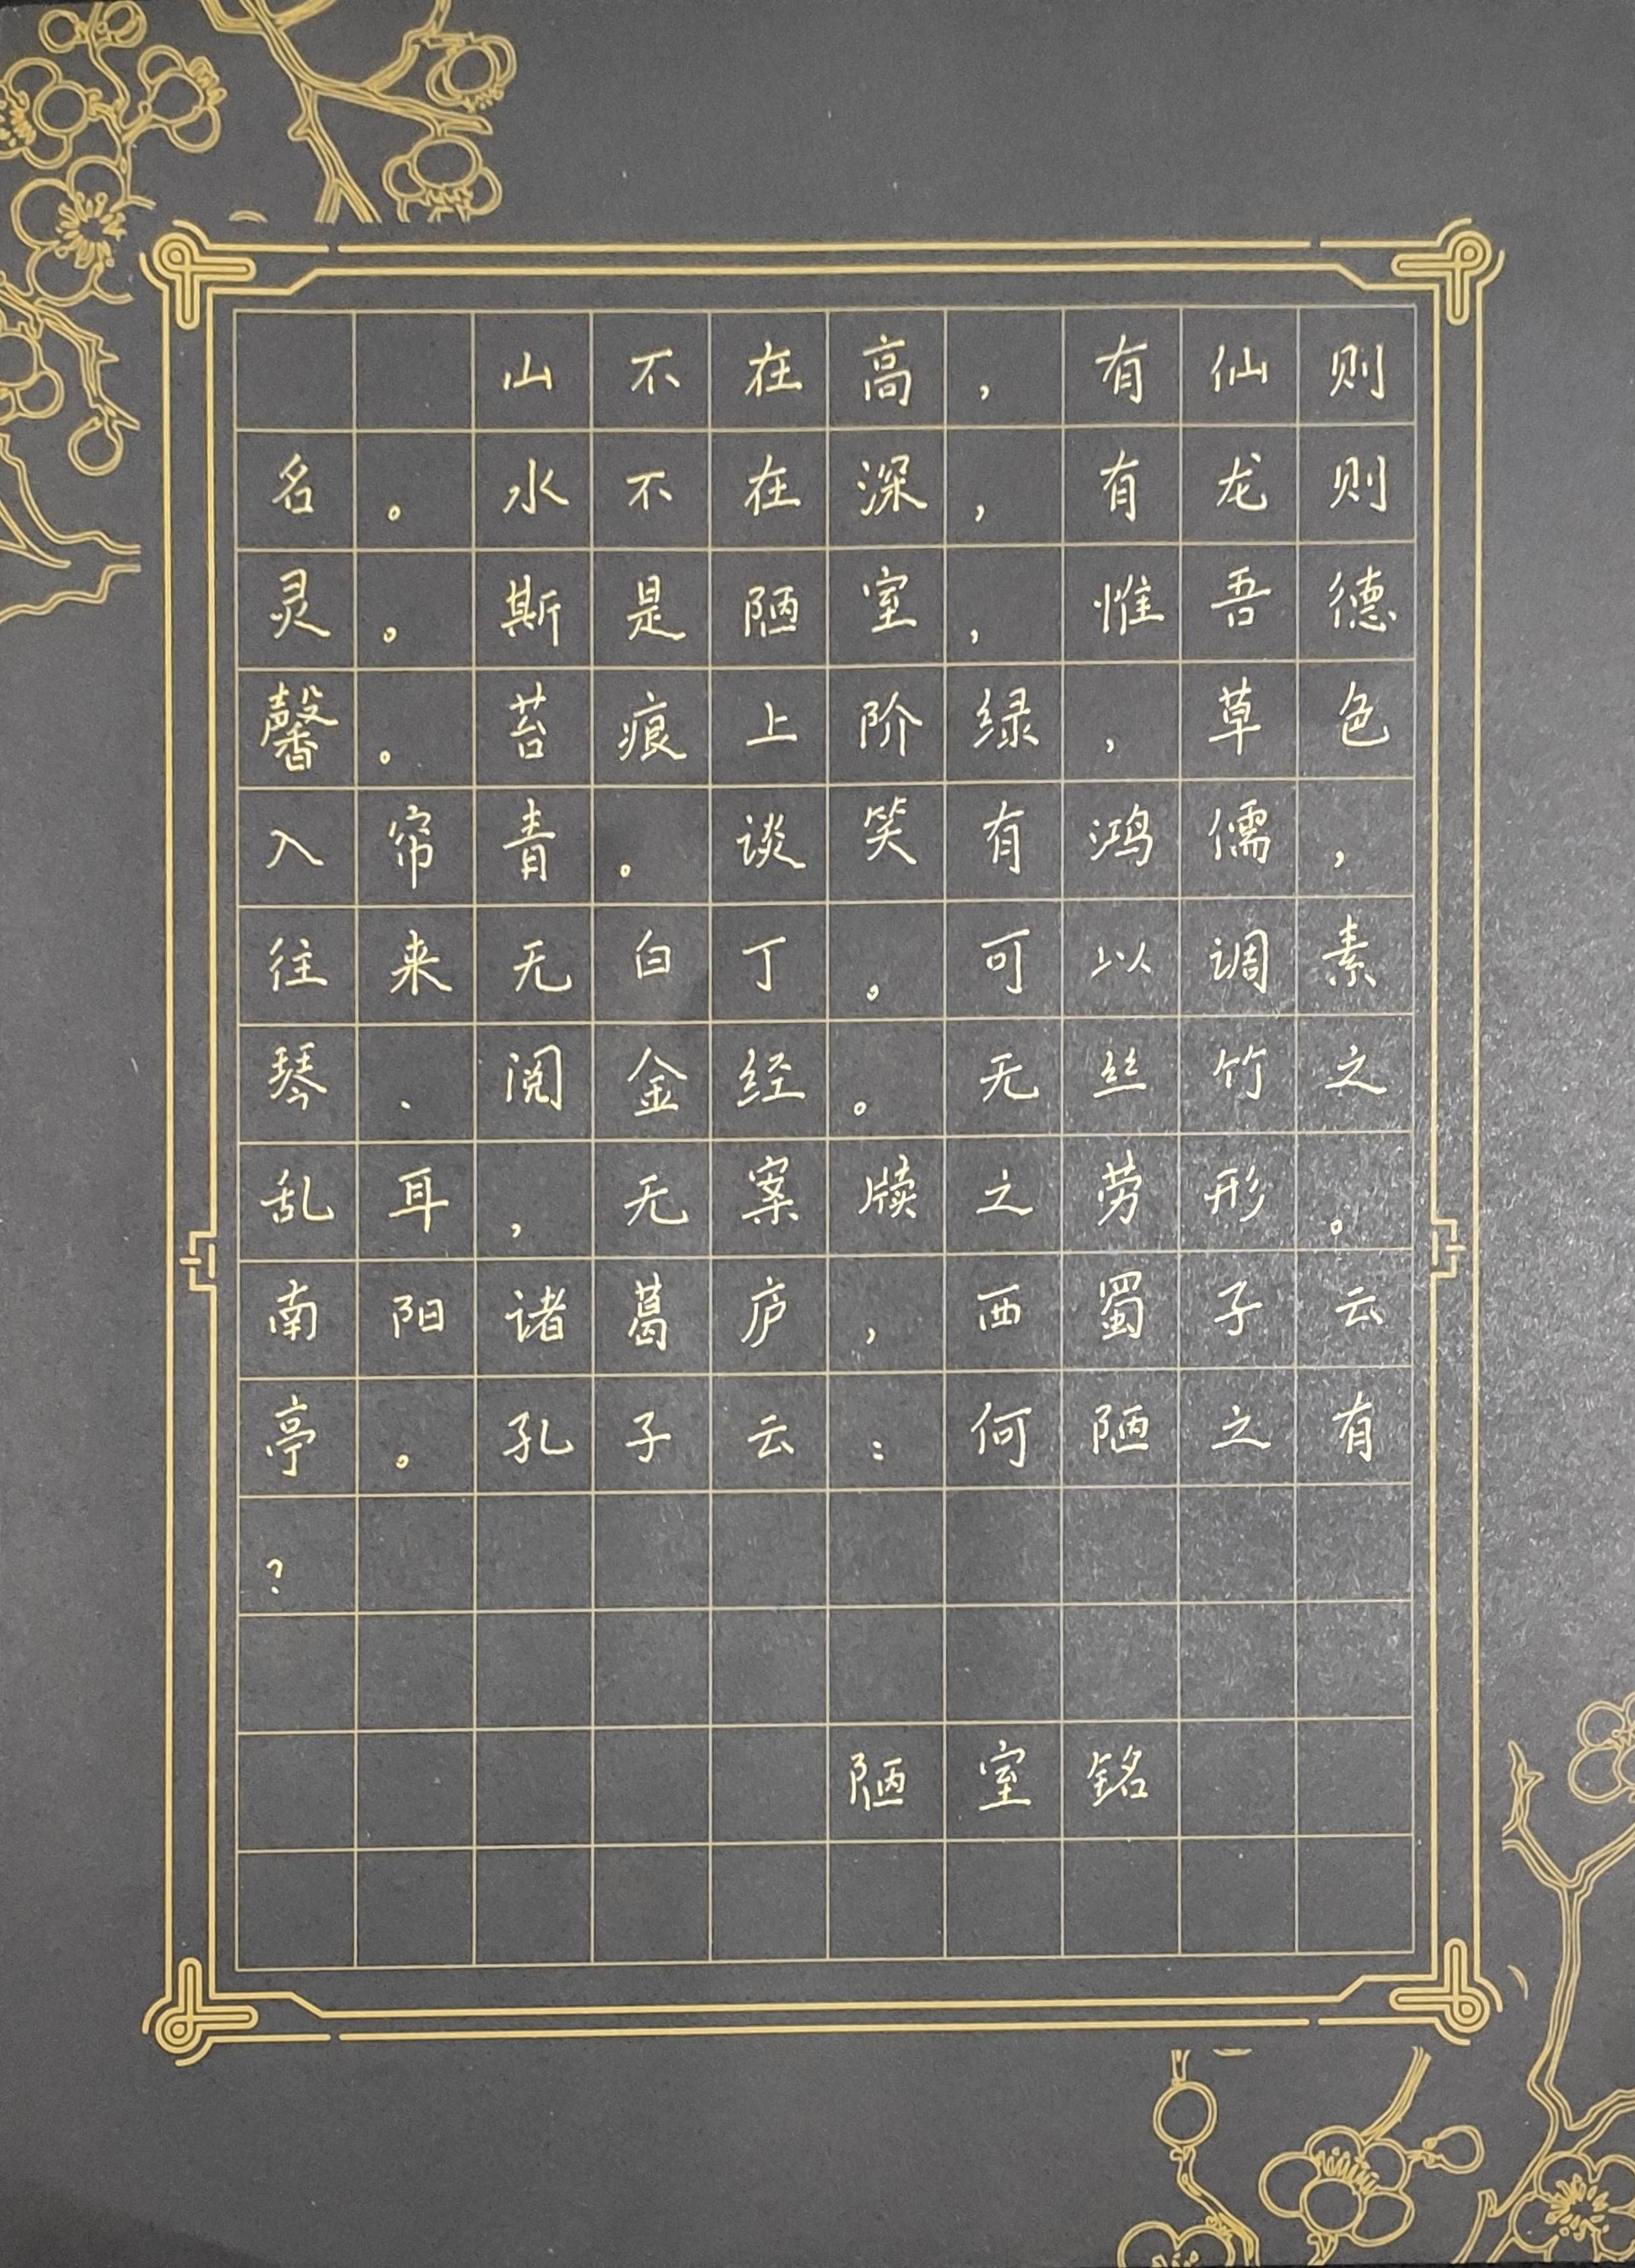 山不在高，有仙则
名。水不在深，有龙则
灵。斯是陋室，惟吾德
馨。苔痕上阶绿，草色
入帘青。谈笑有鸿儒，
往来无白丁。可以调素
琴、阅金经。无丝竹之
乱耳，无案牍之劳形。
南阳诸葛庐，西蜀子云
亭。孔子云：何陋之有
？
陋室銘